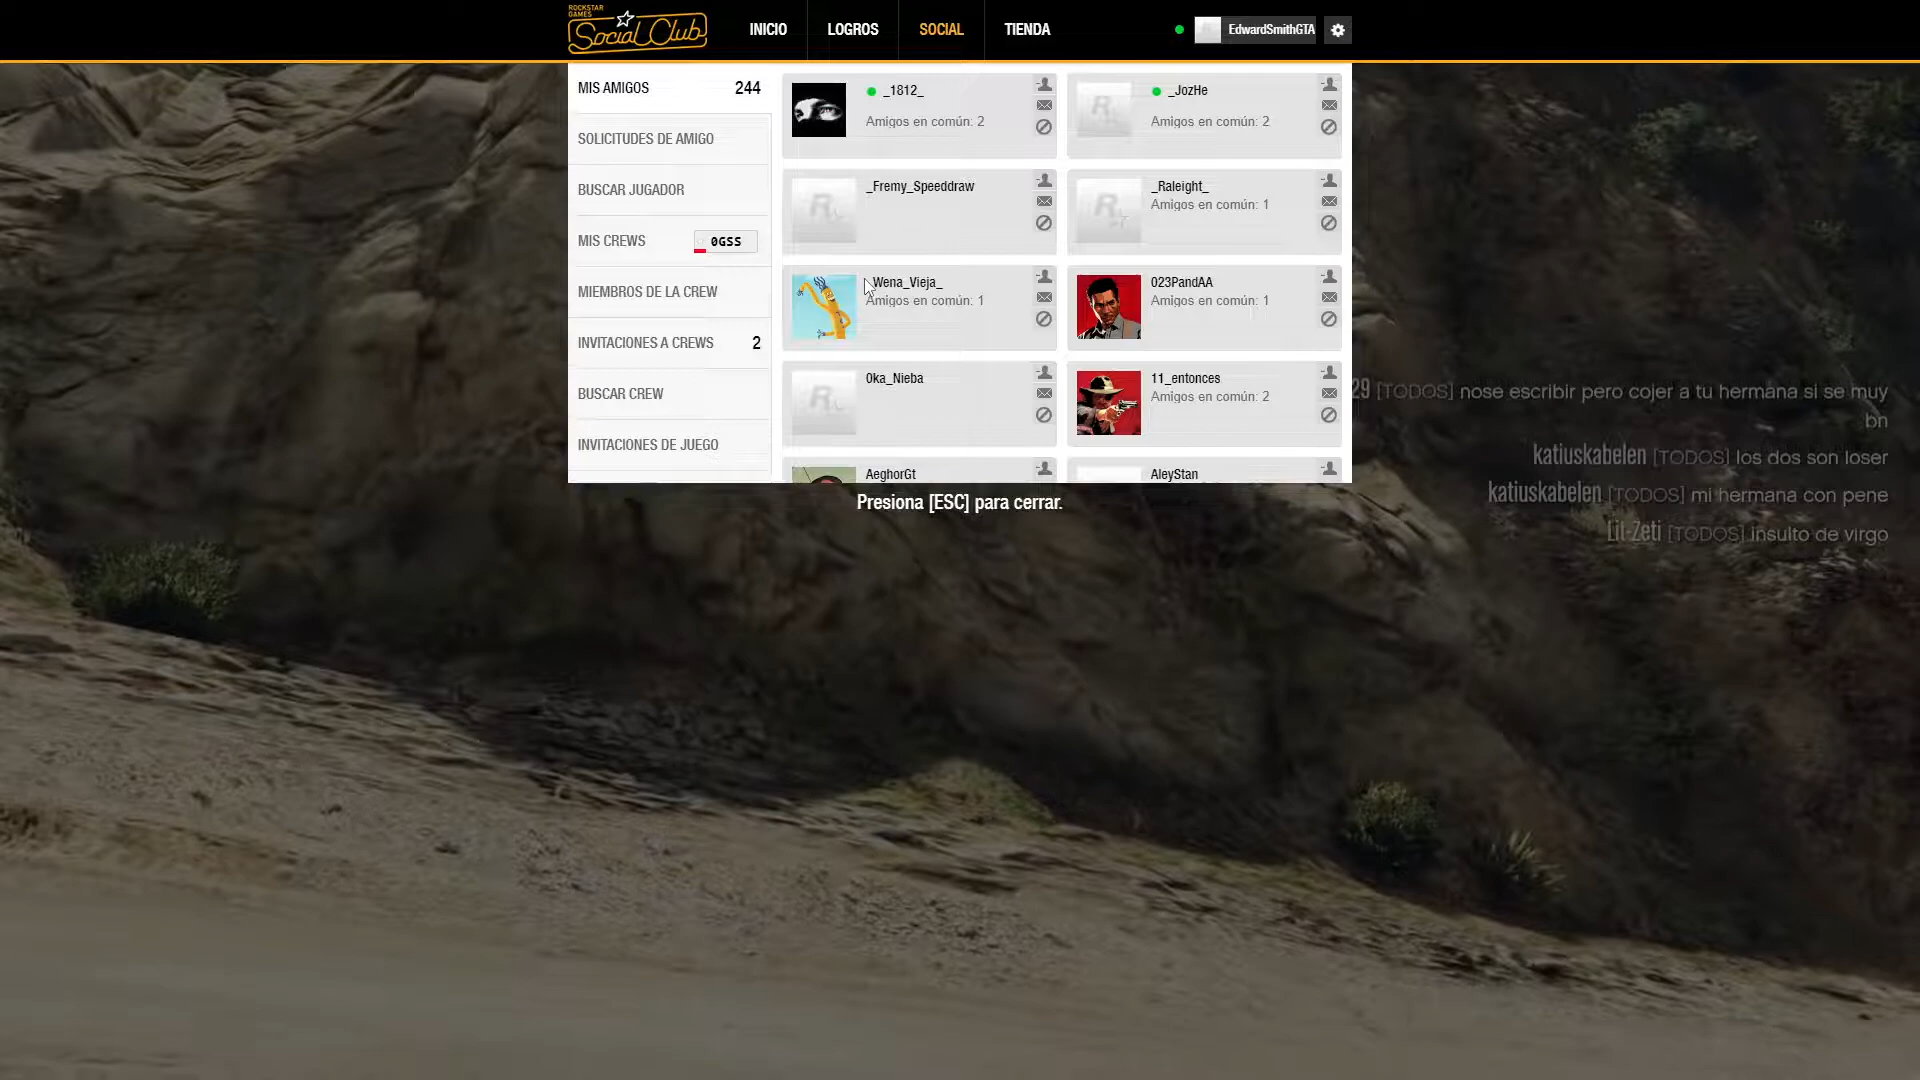 ROCKSTAR
GAMES
Social Club
INICIO
LOGROS
SOCIAL
TIENDA
EdwardSmithGTA
MIS AMIGOS 244
SOLICITUDES DE AMIGO
BUSCAR JUGADOR
MIS CREWS 0GSS
MIEMBROS DE LA CREW
INVITACIONES A CREWS 2
BUSCAR CREW
INVITACIONES DE JUEGO
_1812_
Amigos en común: 2
_JozHe
Amigos en común: 2
_Fremy_Speeddraw
_Raleight_
Amigos en común: 1
_Wena_Vieja_
Amigos en común: 1
023PandAA
Amigos en común: 1
0ka_Nieba
11_entonces
Amigos en común: 2
AeghorGt
AleyStan
Presiona [ESC] para cerrar.
29 [TODOS] nose escribir pero cojer a tu hermana si se muy
bn
katiuskabelen [TODOS] los dos son loser
katiuskabelen [TODOS] mi hermana con pene
Lit-Zeti [TODOS] insulto de virgo